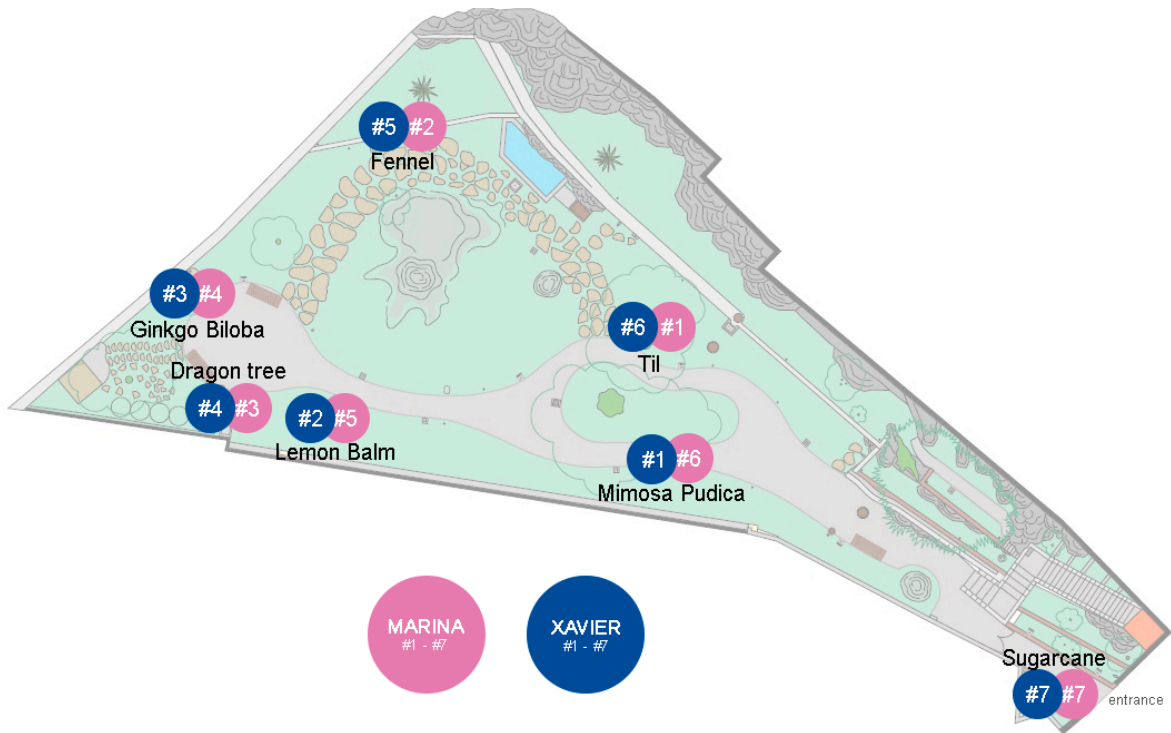 #5 #2
Fennel
#3 #4
Ginkgo Biloba
#6 #1
Til
Dragon tree
#4 #3
#2 #5
Lemon Balm
#1 #6
Mimosa Pudica
MARINA
#1 - #7
XAVIER
#1 - #7
Sugarcane
#7 #7
entrance